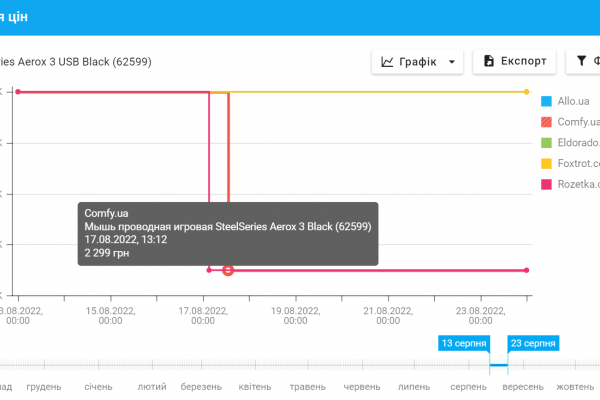 я цін
ries Aerox 3 USB Black (62599)
Графік
Експорт
Ф
K
K
K
K
K
Allo.ua
Comfy.ua
Eldorado.
Foxtrot.co
Rozetka.c
Comfy.ua
Мышь проводная игровая SteelSeries Aerox 3 Black (62599)
17.08.2022, 13:12
2 299 грн
3.08.2022, 00:00
15.08.2022, 00:00
17.08.2022, 00:00
19.08.2022, 00:00
21.08.2022, 00:00
23.08.2022, 00:00
13 серпня
23 серпня
пад грудень січень лютий березень квітень травень червень липень серпень вересень жовтень